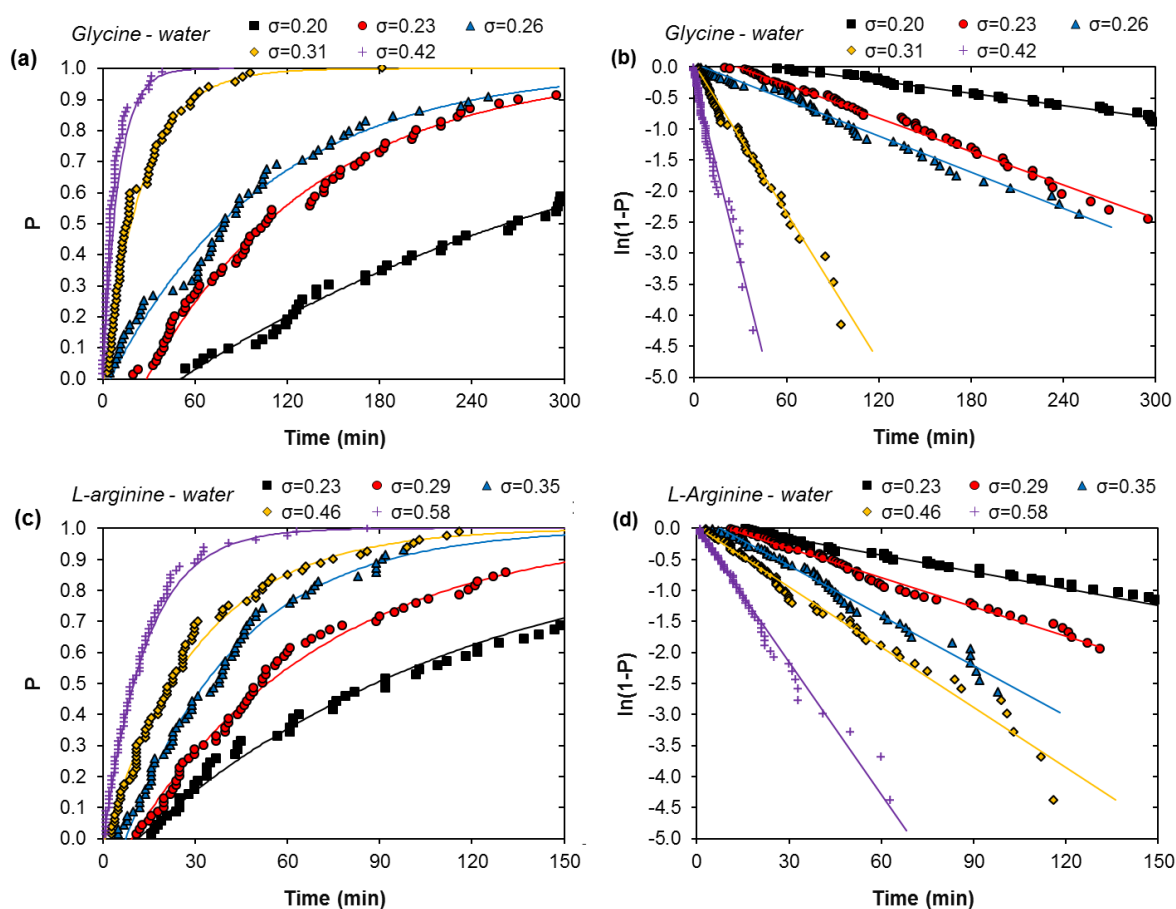 (a)
Glycine - water
σ=0.20 σ=0.23 σ=0.26
σ=0.31 σ=0.42
1.0
0.9
0.8
0.7
0.6
0.5
0.4
0.3
0.2
0.1
0.0
P
0 60 120 180 240 300
Time (min)
(b)
Glycine - water
σ=0.20 σ=0.23 σ=0.26
σ=0.31 σ=0.42
0.0
-0.5
-1.0
-1.5
-2.0
-2.5
-3.0
-3.5
-4.0
-4.5
-5.0
ln(1-P)
0 60 120 180 240 300
Time (min)
(c)
L-arginine - water
σ=0.23 σ=0.29 σ=0.35
σ=0.46 σ=0.58
1.0
0.9
0.8
0.7
0.6
0.5
0.4
0.3
0.2
0.1
0.0
P
0 30 60 90 120 150
Time (min)
(d)
L-Arginine - water
σ=0.23 σ=0.29 σ=0.35
σ=0.46 σ=0.58
0.0
-0.5
-1.0
-1.5
-2.0
-2.5
-3.0
-3.5
-4.0
-4.5
-5.0
ln(1-P)
0 30 60 90 120 150
Time (min)